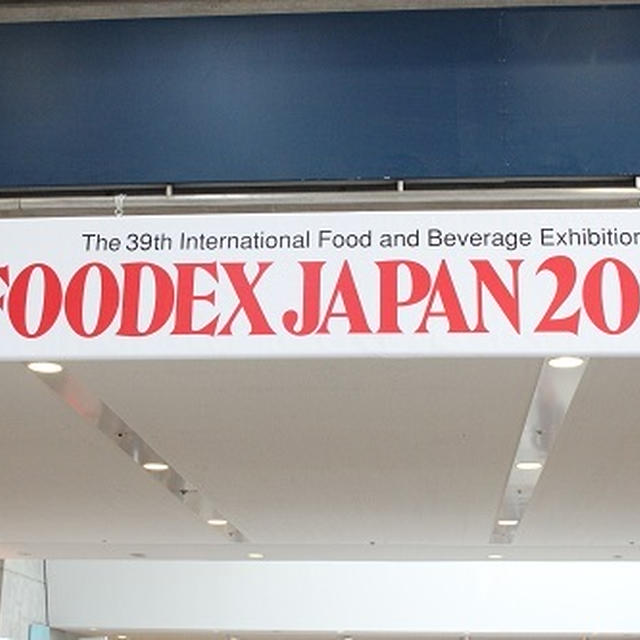 The 39th International Food and Beverage Exhibition
FOODEX JAPAN 20